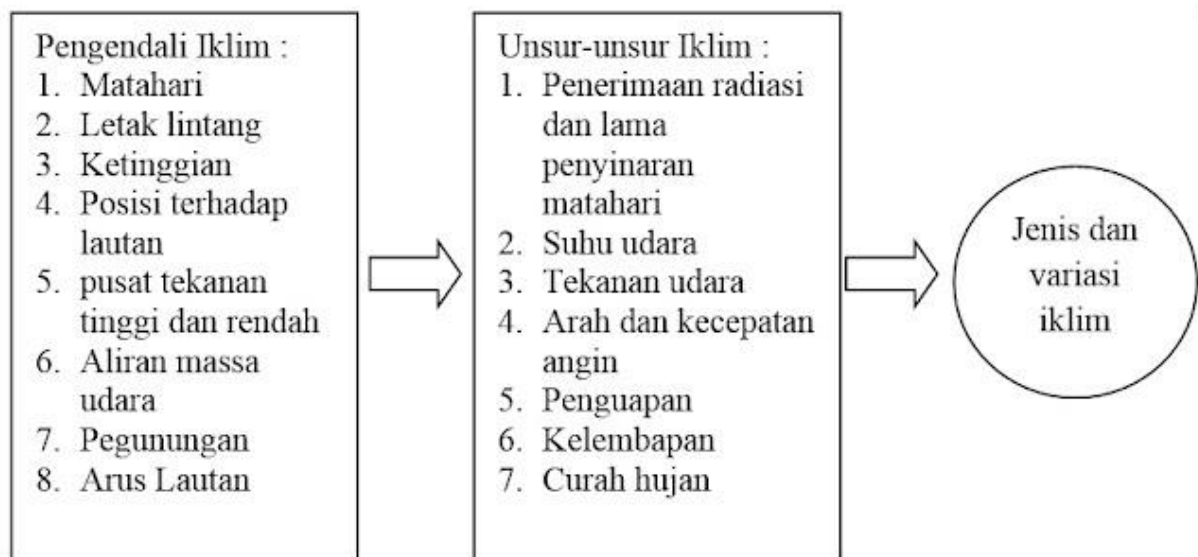 Pengendali Iklim :
1. Matahari
2. Letak lintang
3. Ketinggian
4. Posisi terhadap
lautan
5. pusat tekanan
tinggi dan rendah
6. Aliran massa
udara
7. Pegunungan
8. Arus Lautan
Unsur-unsur Iklim :
1. Penerimaan radiasi
dan lama
penyinaran
matahari
2. Suhu udara
3. Tekanan udara
4. Arah dan kecepatan
angin
5. Penguapan
6. Kelembapan
7. Curah hujan
Jenis dan
variasi
iklim